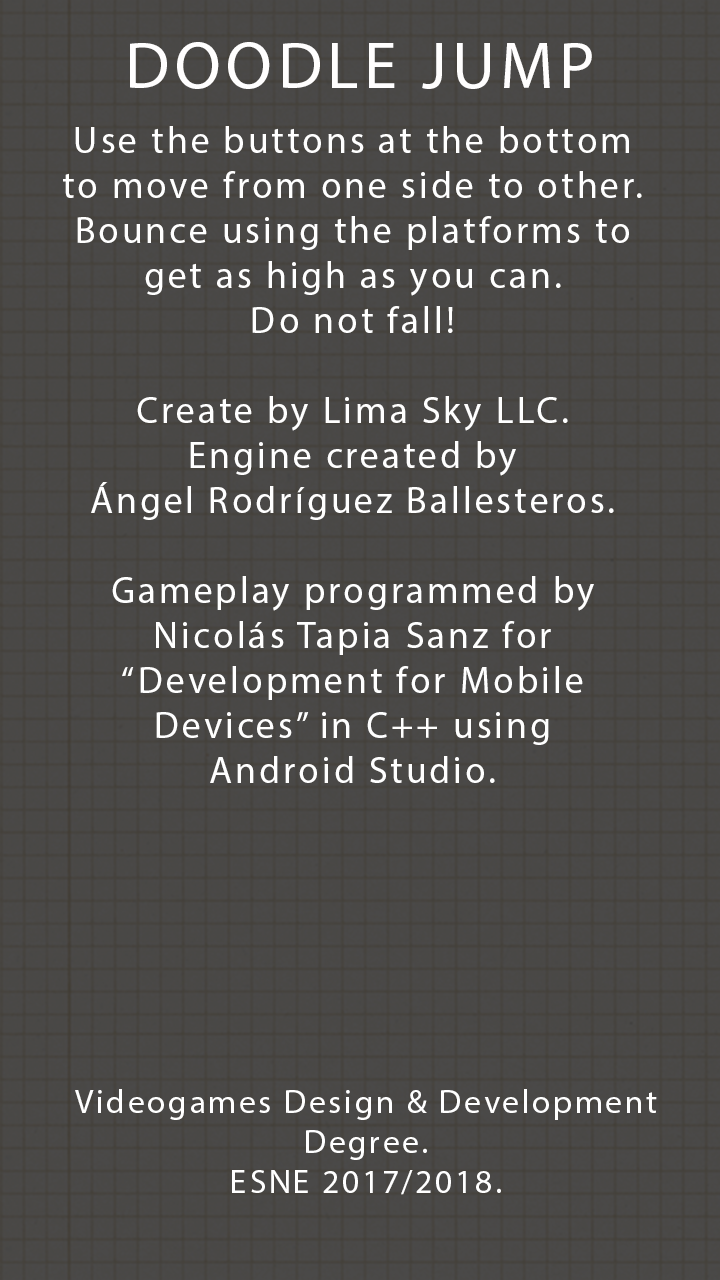 DOODLE JUMP
Use the buttons at the bottom
to move from one side to other.
Bounce using the platforms to
get as high as you can.
Do not fall!
Create by Lima Sky LLC.
Engine created by
Ángel Rodríguez Ballesteros.
Gameplay programmed by
Nicolás Tapia Sanz for
“Development for Mobile
Devices” in C++ using
Android Studio.
Videogames Design & Development
Degree.
ESNE 2017/2018.